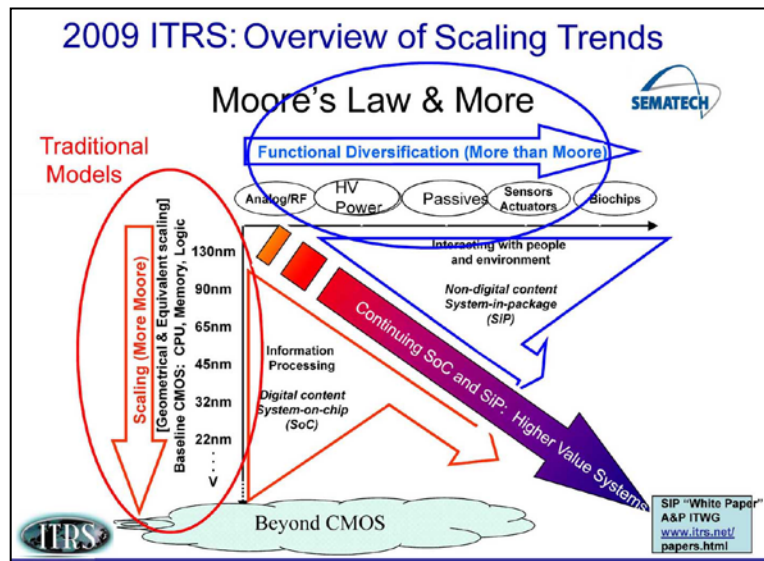 2009 ITRS: Overview of Scaling Trends
Moore's Law & More
SEMATECH
Traditional
Models
Functional Diversification (More than Moore)
Analog/RF
HV
Power
Passives
Sensors
Actuators
Biochips
Scaling (More Moore)
[Geometrical & Equivalent scaling]
Baseline CMOS: CPU, Memory, Logic
130nm
90nm
65nm
45nm
32nm
22nm
Interacting with people
and environment
Non-digital content
System-in-package
(SiP)
Information
Processing
Digital content
System-on-chip
(SoC)
Continuing SoC and SiP: Higher Value Systems
Beyond CMOS
ITRS
SIP "White Paper"
A&P ITWG
www.itrs.net/
papers.html